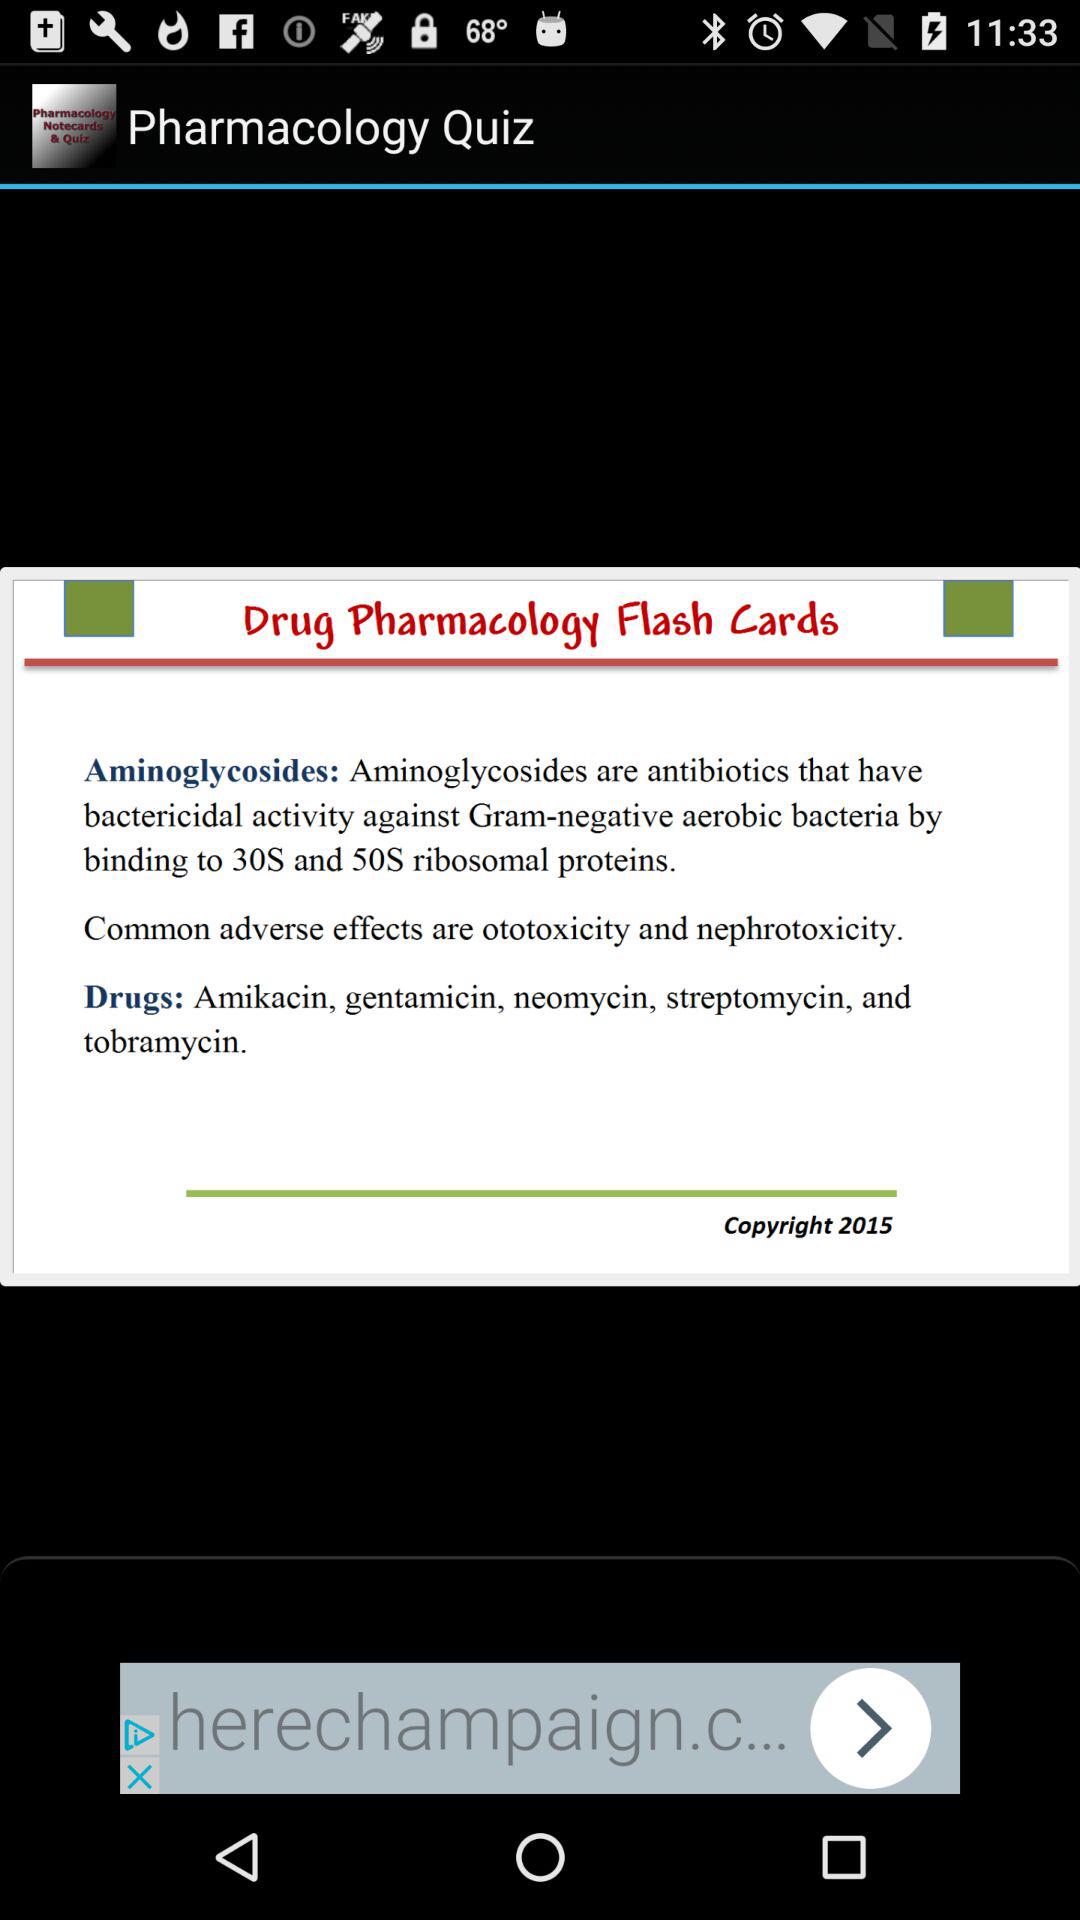 FAKE 68° 11:33
Pharmacology
Notecards
& Quiz
Pharmacology Quiz
Drug Pharmacology Flash Cards
Aminoglycosides: Aminoglycosides are antibiotics that have
bactericidal activity against Gram-negative aerobic bacteria by
binding to 30S and 50S ribosomal proteins.
Common adverse effects are ototoxicity and nephrotoxicity.
Drugs: Amikacin, gentamicin, neomycin, streptomycin, and
tobramycin.
Copyright 2015
herechampaign.c...